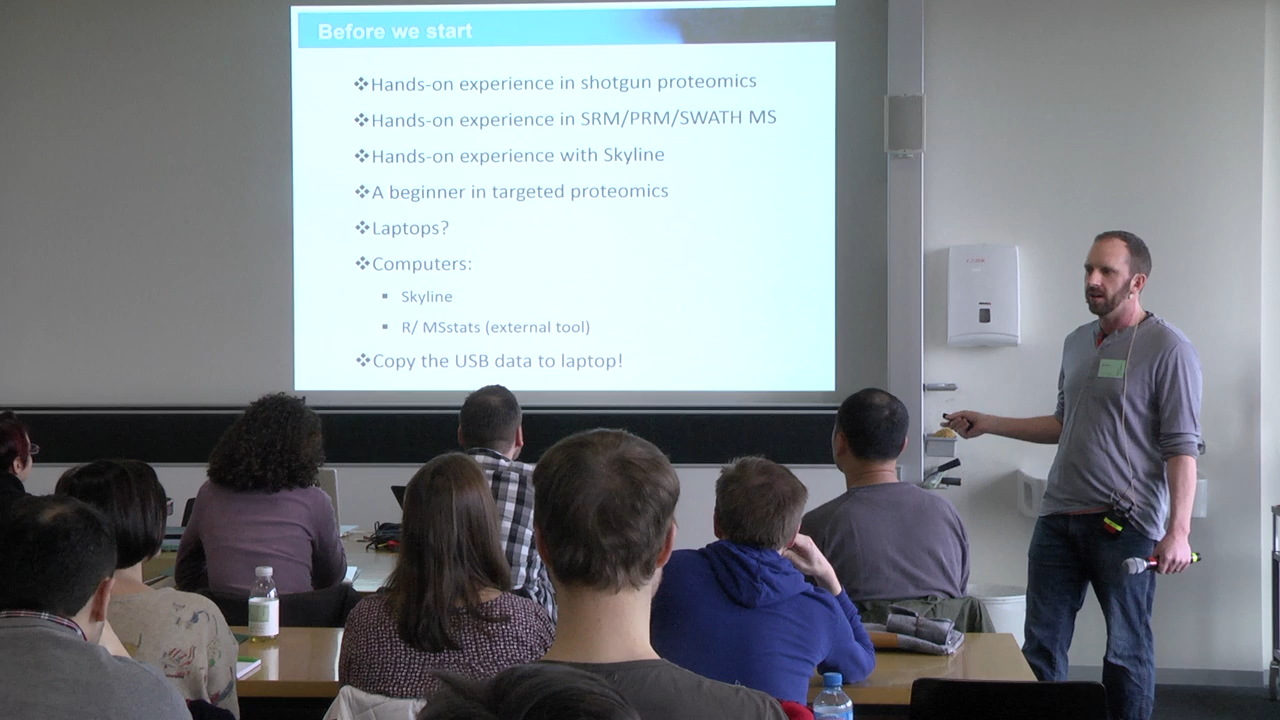 Before we start
❖Hands-on experience in shotgun proteomics
❖Hands-on experience in SRM/PRM/SWATH MS
❖Hands-on experience with Skyline
❖A beginner in targeted proteomics
❖Laptops?
❖Computers:
▪ Skyline
▪ R/ MSstats (external tool)
❖Copy the USB data to laptop!